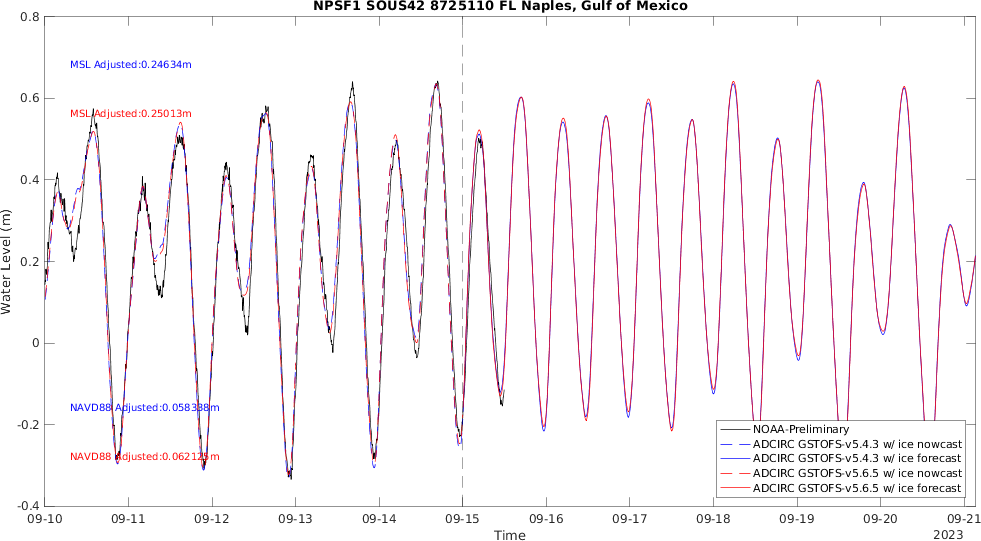 NPSF1 SOUS42 8725110 FL Naples, Gulf of Mexico
0.8
0.6
0.4
0.2
0
-0.2
-0.4
Water Level (m)
MSL Adjusted:0.24634m
MSL Adjusted:0.25013m
NAVD88 Adjusted:0.058338m
NAVD88 Adjusted:0.062125m
NOAA-Preliminary
ADCIRC GSTOFS-v5.4.3 w/ ice nowcast
ADCIRC GSTOFS-v5.4.3 w/ ice forecast
ADCIRC GSTOFS-v5.6.5 w/ ice nowcast
ADCIRC GSTOFS-v5.6.5 w/ ice forecast
09-10 09-11 09-12 09-13 09-14 09-15 09-16 09-17 09-18 09-19 09-20 09-21
Time
2023